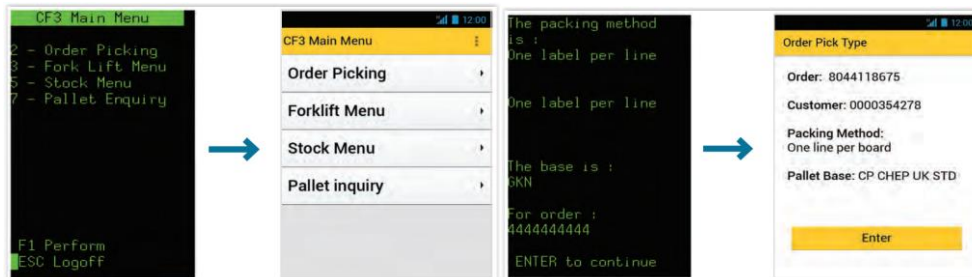 CF3 Main Menu
2 - Order Picking
3 - Fork Lift Menu
5 - Stock Menu
7 - Pallet Enquiry
F1 Perform
ESC Logoff
12:00
CF3 Main Menu
Order Picking
Forklift Menu
Stock Menu
Pallet inquiry
The packing method
is :
One label per line
One label per line
The base is :
GKN
For order :
4444444444
ENTER to continue
12:00
Order Pick Type
Order: 8044118675
Customer: 0000354278
Packing Method:
One line per board
Pallet Base: CP CHEP UK STD
Enter